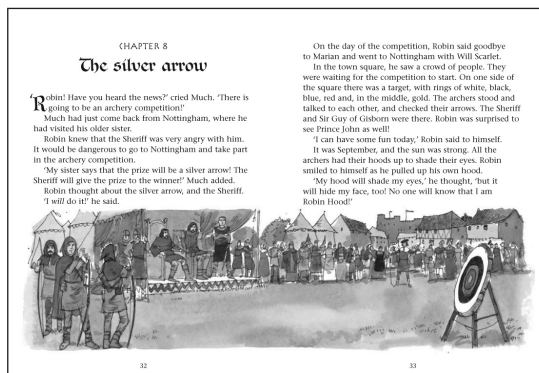 CHAPTER 8
The silver arrow
‘Robin! Have you heard the news?’ cried Much. ‘There is
going to be an archery competition!’
Much had just come back from Nottingham, where he
had visited his older sister.
Robin knew that the Sheriff was very angry with him.
It would be dangerous to go to Nottingham and take part
in the archery competition.
‘My sister says that the prize will be a silver arrow! The
Sheriff will give the prize to the winner!’ Much added.
Robin thought about the silver arrow, and the Sheriff.
‘I will do it!’ he said.
32
On the day of the competition, Robin said goodbye
to Marian and went to Nottingham with Will Scarlet.
In the town square, he saw a crowd of people. They
were waiting for the competition to start. On one side of
the square there was a target, with rings of white, black,
blue, red and, in the middle, gold. The archers stood and
talked to each other, and checked their arrows. The Sheriff
and Sir Guy of Gisborn were there. Robin was surprised to
see Prince John as well!
‘I can have some fun today,’ Robin said to himself.
It was September, and the sun was strong. All the
archers had their hoods up to shade their eyes. Robin
smiled to himself as he pulled up his own hood.
‘My hood will shade my eyes,’ he thought, ‘but it
will hide my face, too! No one will know that I am
Robin Hood!’
33